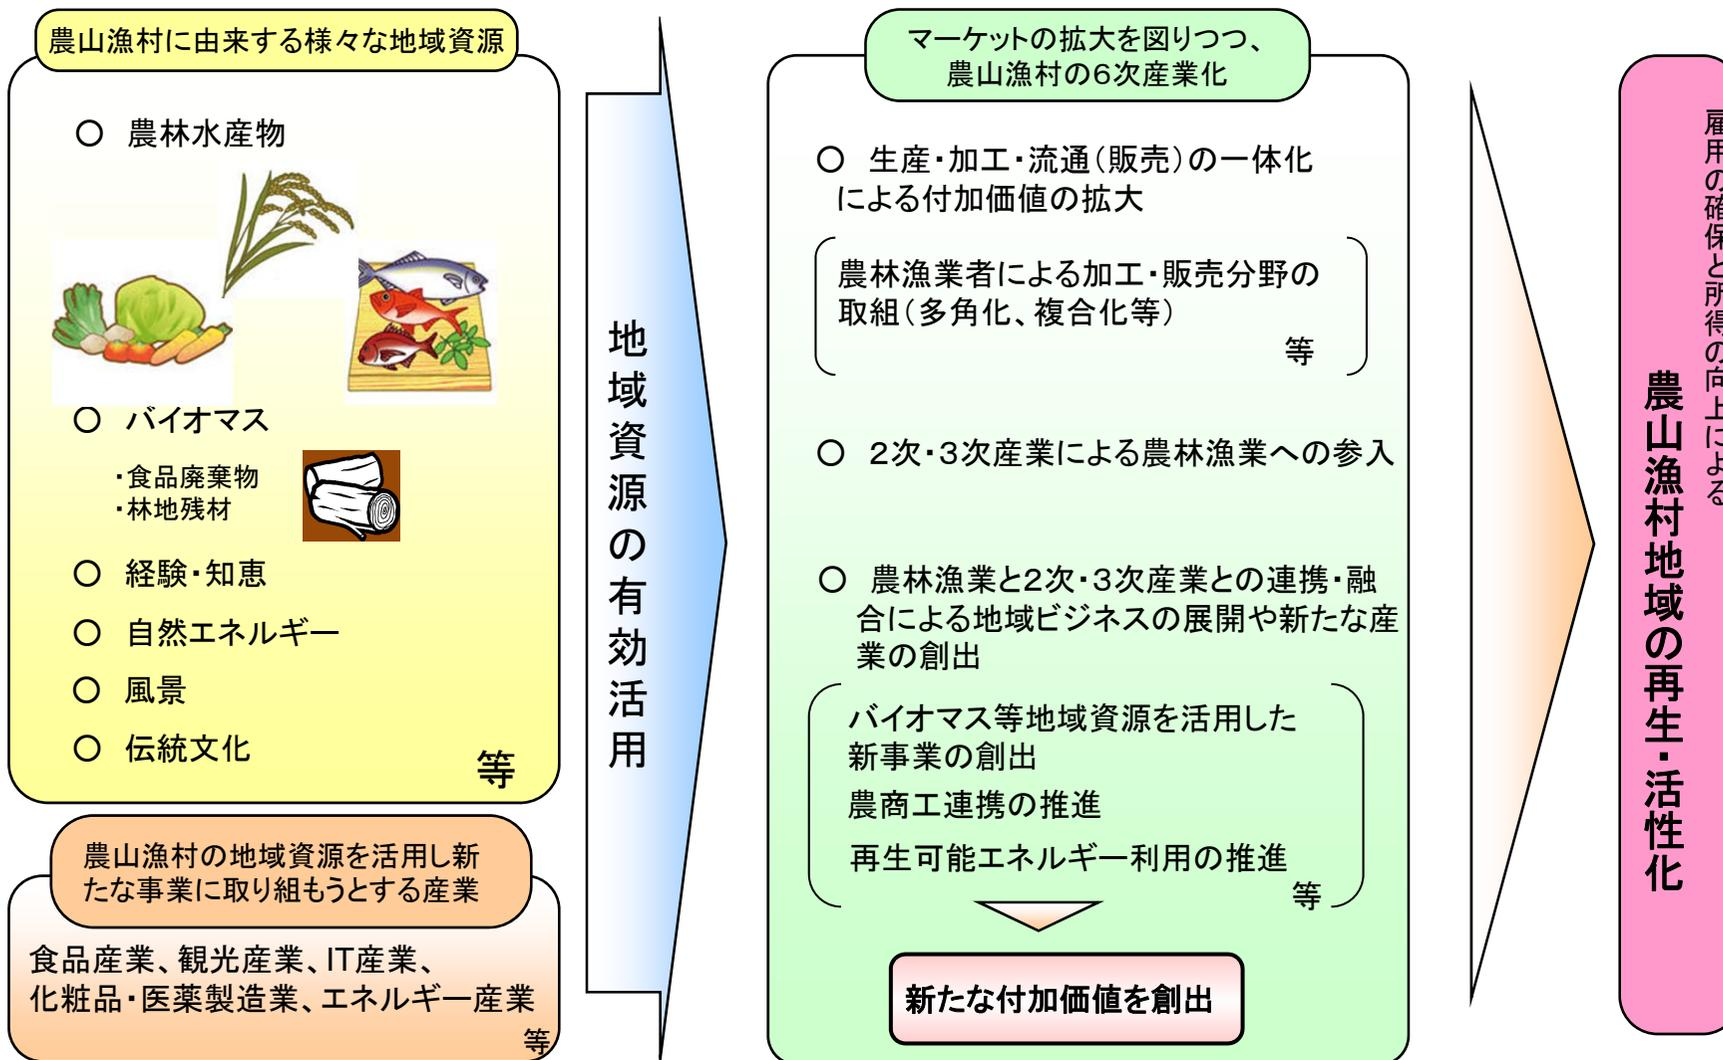 農山漁村に由来する様々な地域資源
○ 農林水産物
○ バイオマス
・食品廃棄物
・林地残材
○ 経験・知恵
○ 自然エネルギー
○ 風景
○ 伝統文化
等
農山漁村の地域資源を活用し新
たな事業に取り組もうとする産業
食品産業、観光産業、IT産業、
化粧品・医薬製造業、エネルギー産業
等
地域資源の有効活用
マーケットの拡大を図りつつ、
農山漁村の6次産業化
○ 生産・加工・流通(販売)の一体化
による付加価値の拡大
農林漁業者による加工・販売分野の
取組(多角化、複合化等)
等
○ 2次・3次産業による農林漁業への参入
○ 農林漁業と2次・3次産業との連携・融
合による地域ビジネスの展開や新たな産
業の創出
バイオマス等地域資源を活用した
新事業の創出
農商工連携の推進
再生可能エネルギー利用の推進
等
新たな付加価値を創出
雇用の確保と所得の向上による
農山漁村地域の再生・活性化